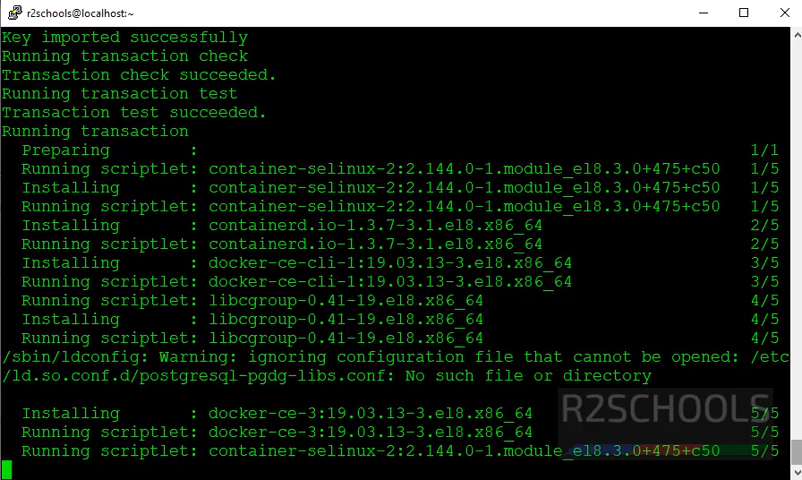 r2schools@localhost:~
Key imported successfully
Running transaction check
Transaction check succeeded.
Running transaction test
Transaction test succeeded.
Running transaction
  Preparing        :                                                        1/1
  Running scriptlet: container-selinux-2:2.144.0-1.module_el8.3.0+475+c50   1/5
  Installing       : container-selinux-2:2.144.0-1.module_el8.3.0+475+c50   1/5
  Running scriptlet: container-selinux-2:2.144.0-1.module_el8.3.0+475+c50   1/5
  Installing       : containerd.io-1.3.7-3.1.el8.x86_64                     2/5
  Running scriptlet: containerd.io-1.3.7-3.1.el8.x86_64                     2/5
  Installing       : docker-ce-cli-1:19.03.13-3.el8.x86_64                  3/5
  Running scriptlet: docker-ce-cli-1:19.03.13-3.el8.x86_64                  3/5
  Running scriptlet: libcgroup-0.41-19.el8.x86_64                           4/5
  Installing       : libcgroup-0.41-19.el8.x86_64                           4/5
  Running scriptlet: libcgroup-0.41-19.el8.x86_64                           4/5
/sbin/ldconfig: Warning: ignoring configuration file that cannot be opened: /etc
/ld.so.conf.d/postgresql-pgdg-libs.conf: No such file or directory
  Installing       : docker-ce-3:19.03.13-3.el8.x86_64                      5/5
  Running scriptlet: docker-ce-3:19.03.13-3.el8.x86_64                      5/5
  Running scriptlet: container-selinux-2:2.144.0-1.module_el8.3.0+475+c50   5/5
R2SCHOOLS